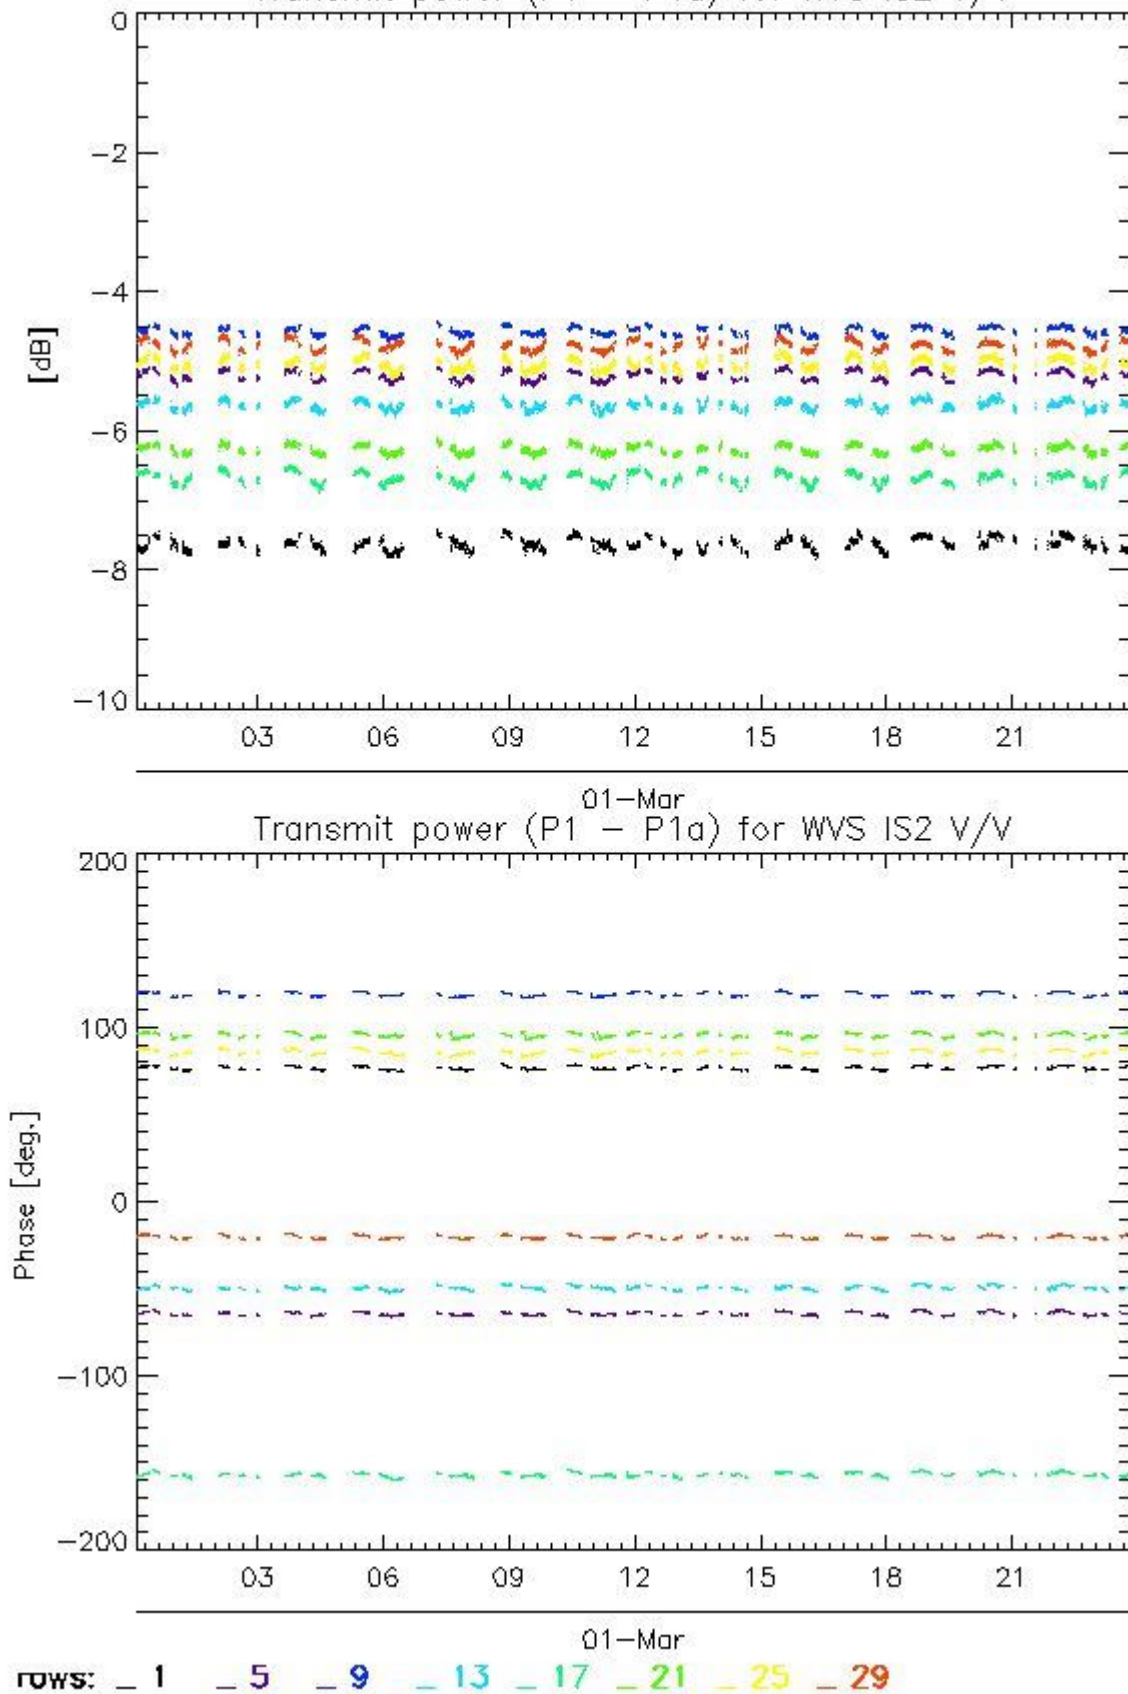 0
-2
-4
[dB]
-6
-8
-10
03 06 09 12 15 18 21
01-Mar
Transmit power (P1 - P1a) for WVS IS2 V/V
200
100
Phase [deg.]
0
-100
-200
03 06 09 12 15 18 21
01-Mar
rows: _ 1 _ 5 _ 9 _ 13 _ 17 _ 21 _ 25 _ 29